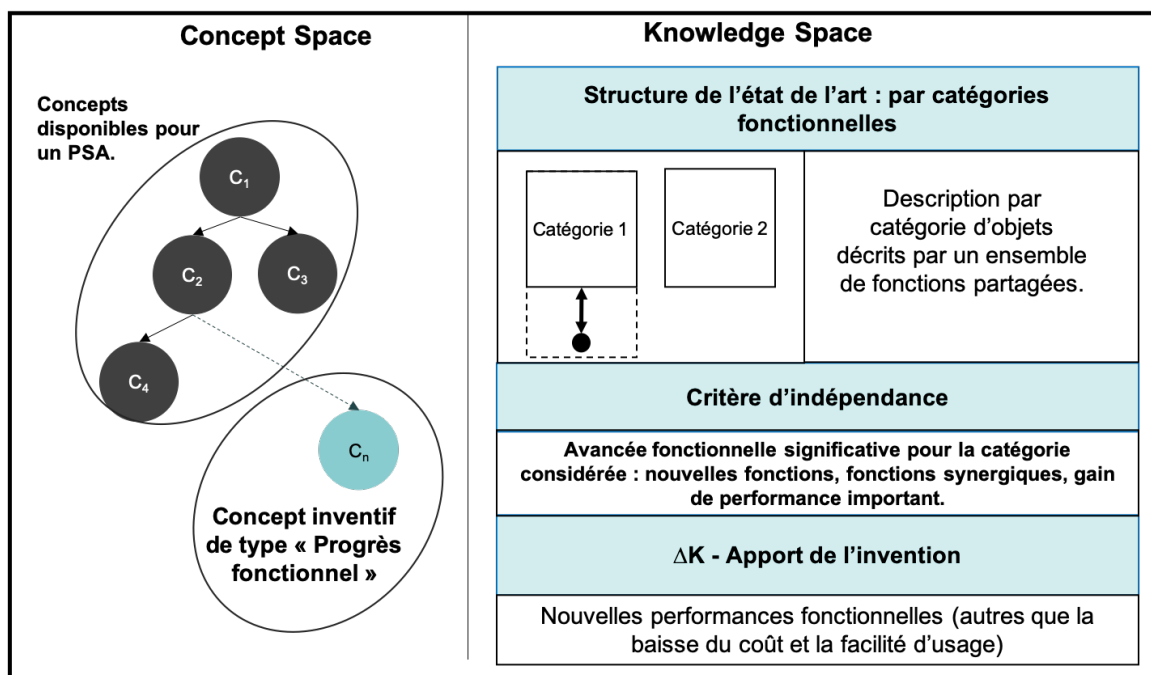 Concept Space
Concepts
disponibles pour
un PSA.
C1
C2
C3
C4
Cn
Concept inventif
de type « Progrès
fonctionnel »
Knowledge Space
Structure de l’état de l’art : par catégories
fonctionnelles
Catégorie 1
Catégorie 2
Description par
catégorie d’objets
décrits par un ensemble
de fonctions partagées.
Critère d’indépendance
Avancée fonctionnelle significative pour la catégorie
considérée : nouvelles fonctions, fonctions synergiques, gain
de performance important.
ΔK - Apport de l’invention
Nouvelles performances fonctionnelles (autres que la
baisse du coût et la facilité d’usage)